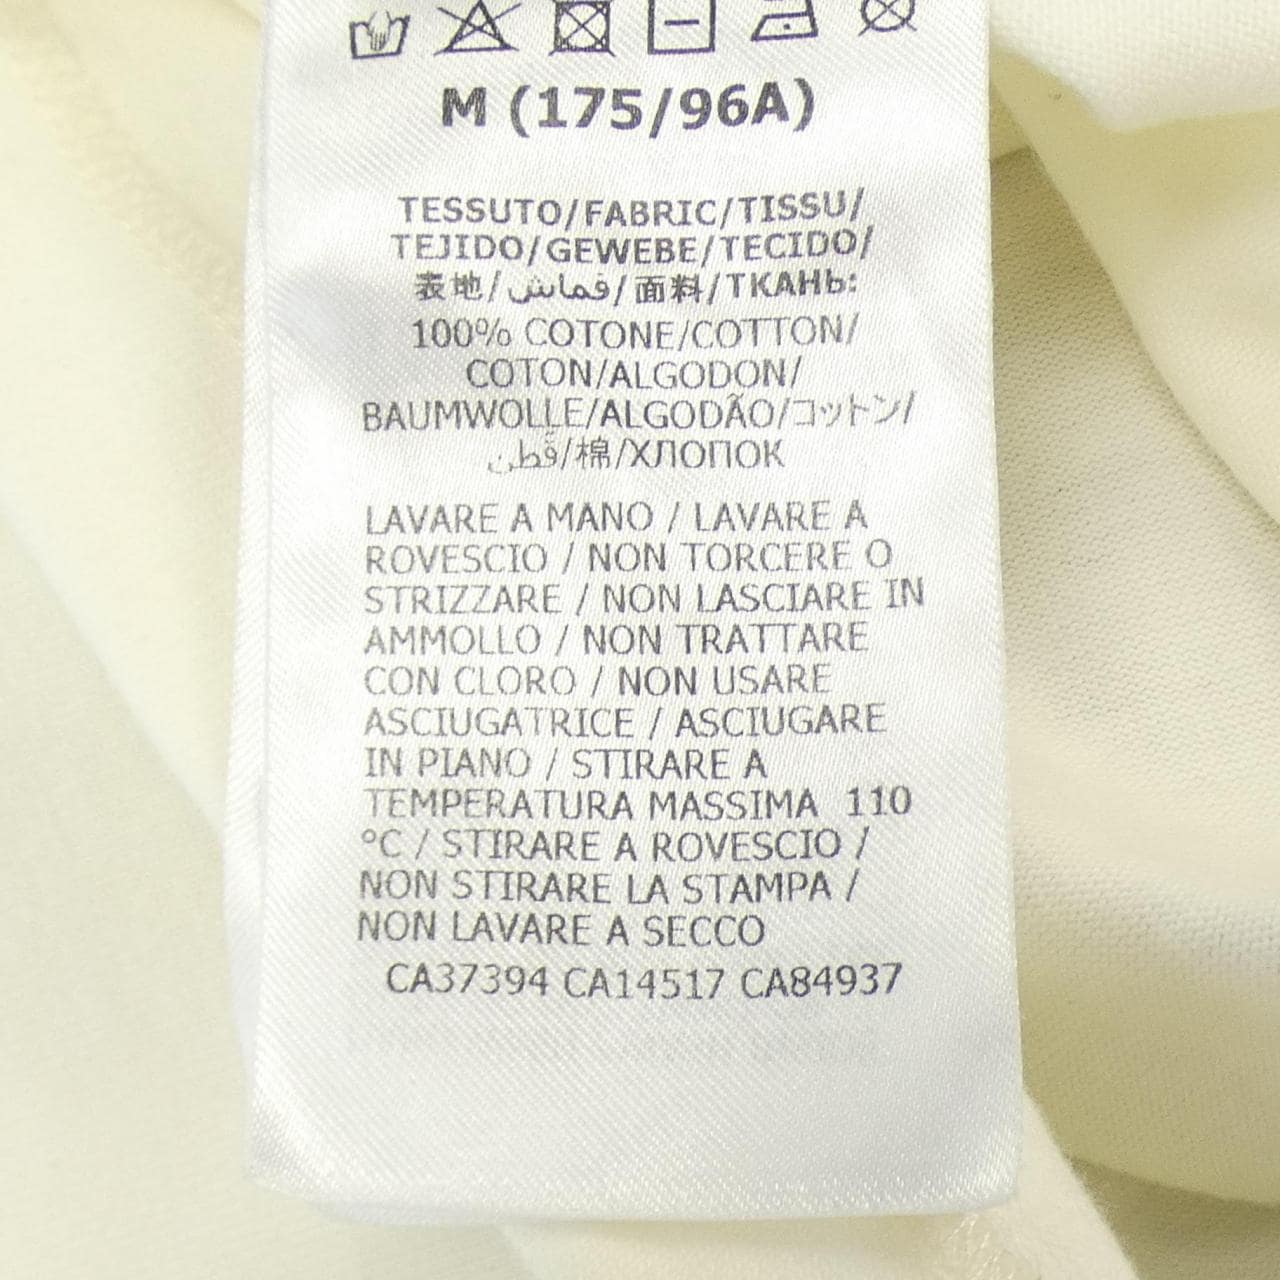 M (175/96A)
TESSUTO/FABRIC/TISSU/
TEJIDO/GEWEBE/TECIDO/
表地/قماش/面料/ТКАНЬ:
100% COTONE/COTTON/
COTON/ALGODON/
BAUMWOLLE/ALGODÃO/コットン/
قطن/棉/ХЛОПОК
LAVARE A MANO / LAVARE A
ROVESCIO / NON TORCERE O
STRIZZARE / NON LASCIARE IN
AMMOLLO / NON TRATTARE
CON CLORO / NON USARE
ASCIUGATRICE / ASCIUGARE
IN PIANO / STIRARE A
TEMPERATURA MASSIMA 110
°C / STIRARE A ROVESCIO /
NON STIRARE LA STAMPA /
NON LAVARE A SECCO
CA37394 CA14517 CA84937